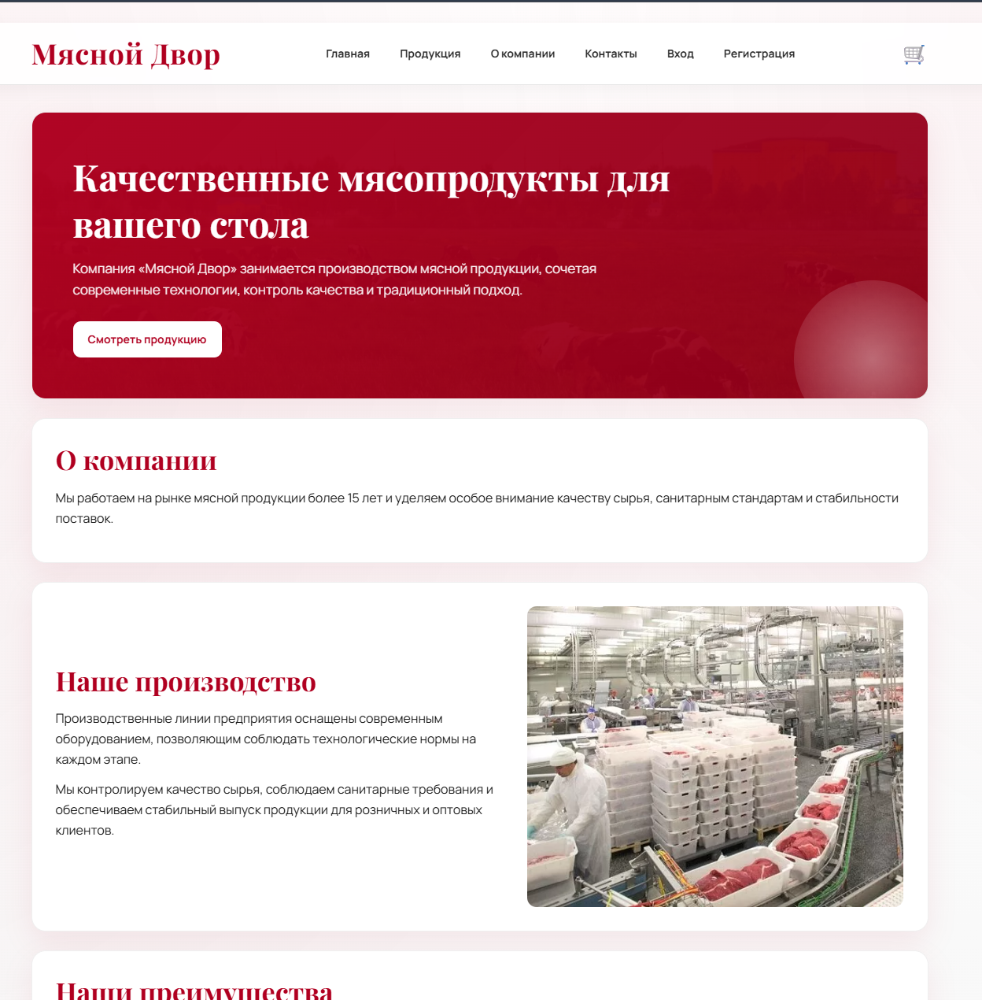 Мясной Двор
Главная Продукция О компании Контакты Вход Регистрация
Качественные мясопродукты для
вашего стола
Компания «Мясной Двор» занимается производством мясной продукции, сочетая
современные технологии, контроль качества и традиционный подход.
Смотреть продукцию
О компании
Мы работаем на рынке мясной продукции более 15 лет и уделяем особое внимание качеству сырья, санитарным стандартам и стабильности
поставок.
Наше производство
Производственные линии предприятия оснащены современным
оборудованием, позволяющим соблюдать технологические нормы на
каждом этапе.
Мы контролируем качество сырья, соблюдаем санитарные требования и
обеспечиваем стабильный выпуск продукции для розничных и оптовых
клиентов.
Наши преимущества